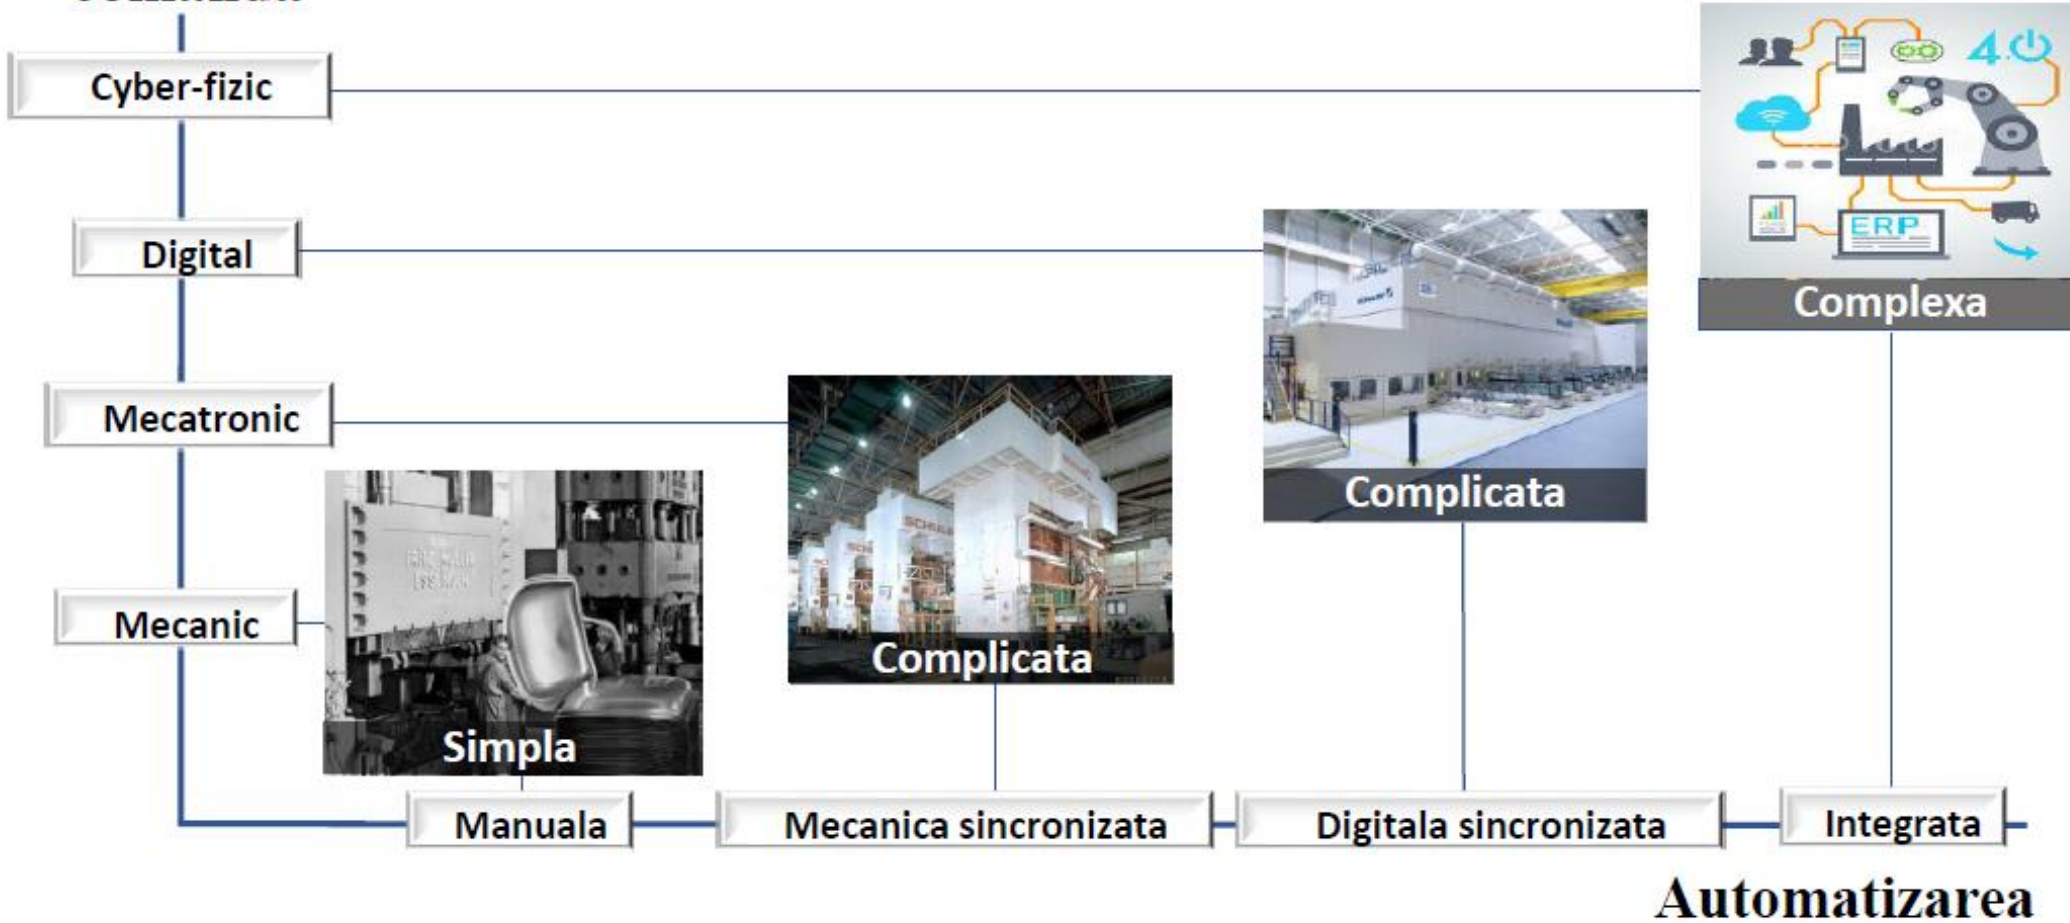 Cyber-fizic
4.0
ERP
Complexa
Digital
Complicata
Mecatronic
SCHULER
Complicata
Mecanic
Simpla
Manuala
Mecanica sincronizata
Digitala sincronizata
Integrata
Automatizarea